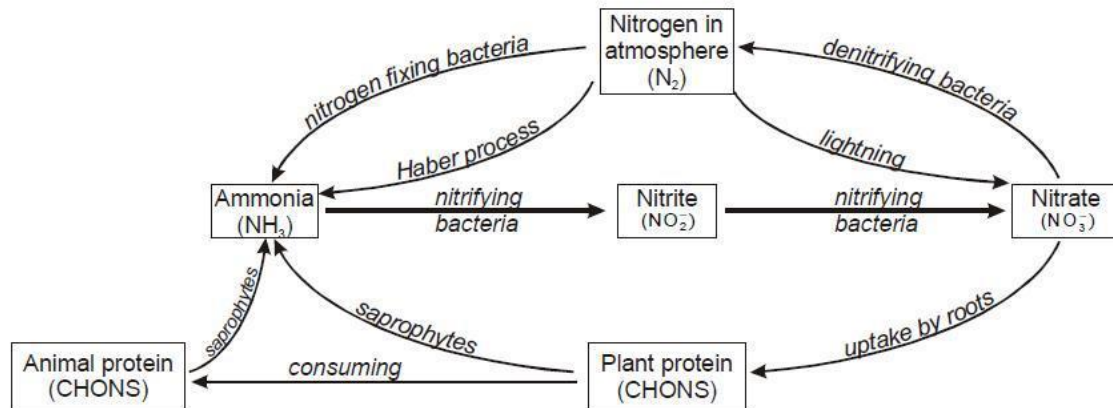 Nitrogen in
atmosphere
(N₂)
nitrogen fixing bacteria
denitrifying bacteria
Haber process
lightning
Ammonia
(NH₃)
nitrifying
bacteria
Nitrite
(NO₂⁻)
nitrifying
bacteria
Nitrate
(NO₃⁻)
saprophytes
saprophytes
uptake by roots
Animal protein
(CHONS)
consuming
Plant protein
(CHONS)